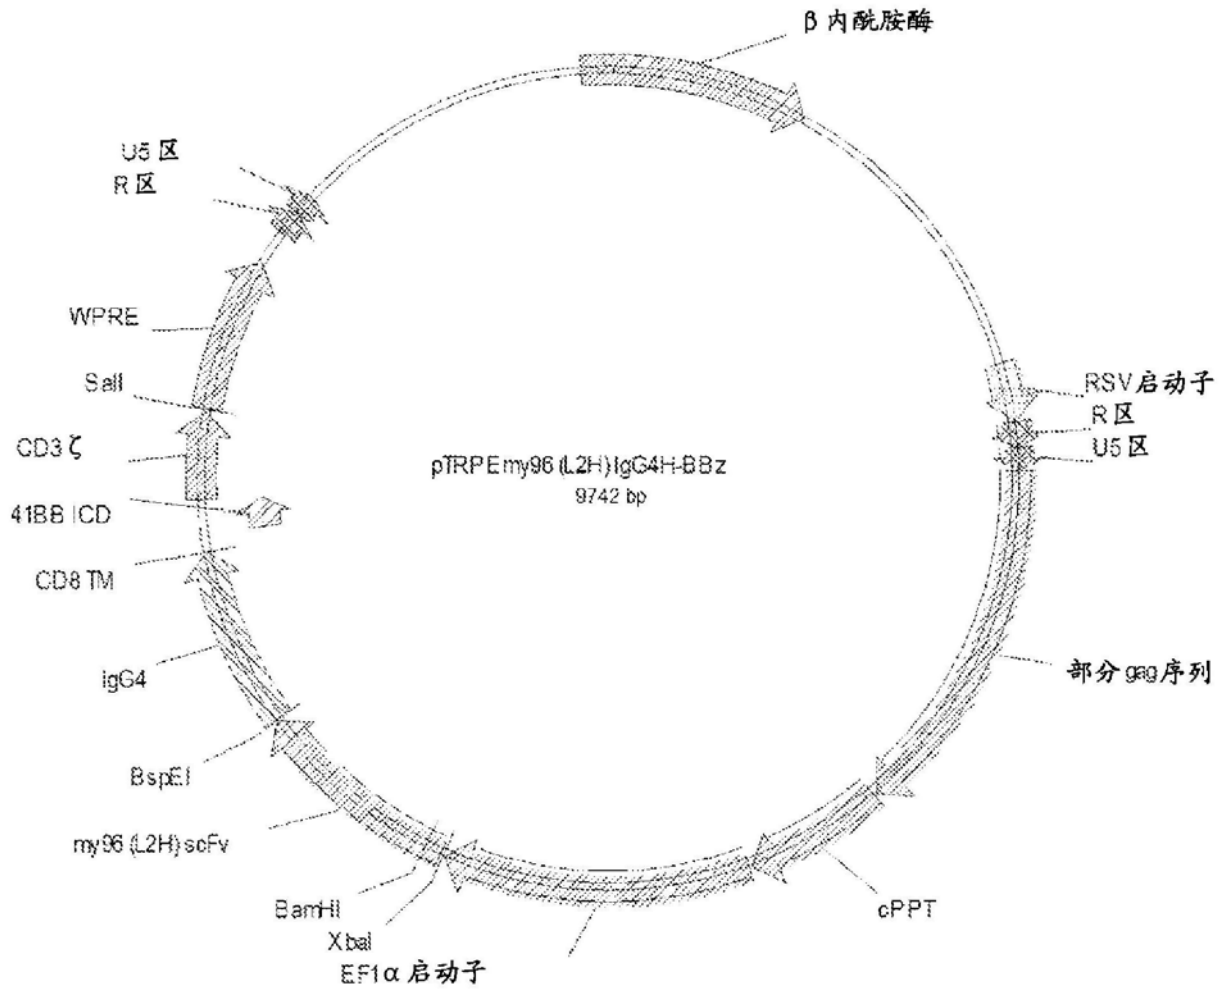 β 内酰胺酶
U5 区
R 区
WPRE
SalI
CD3 ζ
41BB ICD
CD8 TM
igG4
BspEI
my96 (L2H) scFv
BamHI
XbaI
EF1α 启动子
cPPT
部分 gag 序列
U5 区
R 区
RSV 启动子
pTRPE my96 (L2H) IgG4H-BBz
9742 bp